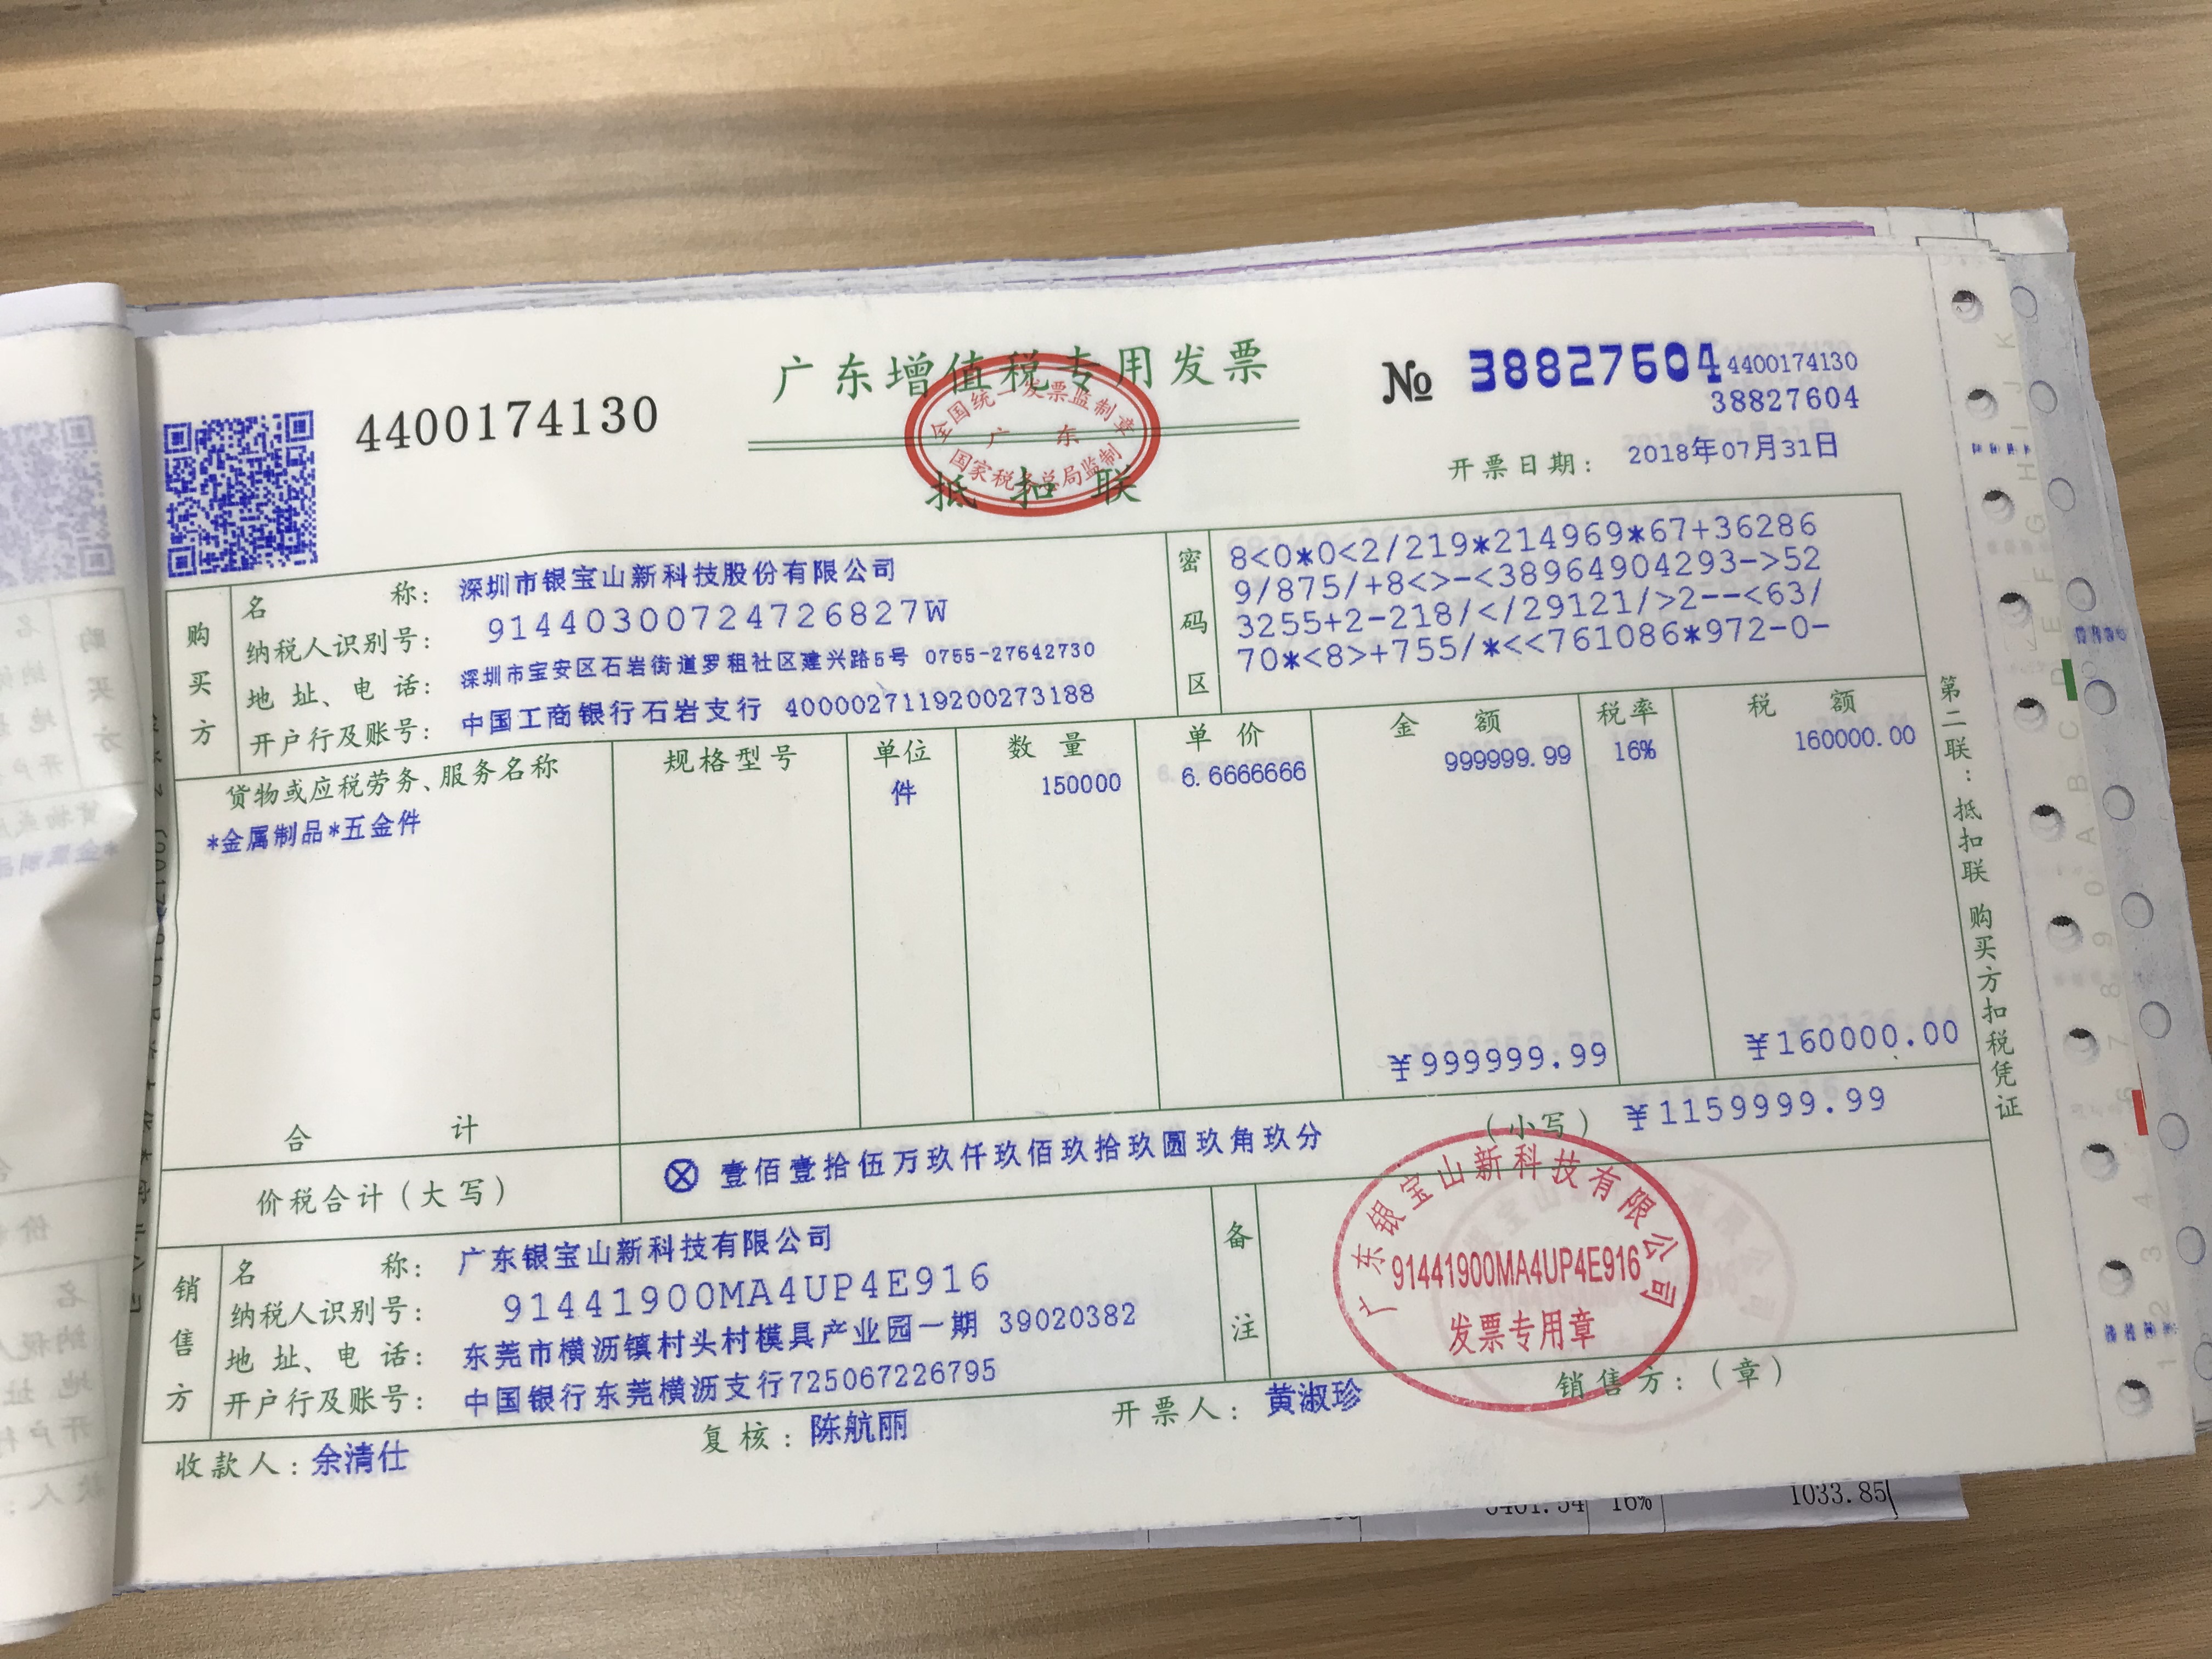 广东增值税专用发票
4400174130
№ 38827604
4400174130
38827604
全国统一发票监制章
广 东
国家税务总局监制
抵扣联
开票日期: 2018年07月31日
购买方
名称: 深圳市银宝山新科技股份有限公司
纳税人识别号: 91440300724726827W
地址、电话: 深圳市宝安区石岩街道罗租社区建兴路5号 0755-27642730
开户行及账号: 中国工商银行石岩支行 4000027119200273188
密码区
8<0*0<2/219*214969*67+36286
9/875/+8<>-<38964904293->52
3255+2-218/</29121/>2--<63/
70*<8>+755/*<<761086*972-0-
货物或应税劳务、服务名称 规格型号 单位 数量 单价 金额 税率 税额
*金属制品*五金件 件 150000 6.6666666 999999.99 16% 160000.00
合计 ¥999999.99 ¥160000.00
价税合计(大写) ⊗ 壹佰壹拾伍万玖仟玖佰玖拾玖圆玖角玖分 (小写) ¥1159999.99
销售方
名称: 广东银宝山新科技有限公司
纳税人识别号: 91441900MA4UP4E916
地址、电话: 东莞市横沥镇村头村模具产业园一期 39020382
开户行及账号: 中国银行东莞横沥支行725067226795
备注
广东银宝山新科技有限公司
91441900MA4UP4E916
发票专用章
收款人: 余清仕 复核: 陈航丽 开票人: 黄淑珍 销售方: (章)
第二联: 抵扣联 购买方扣税凭证
16% 1033.85